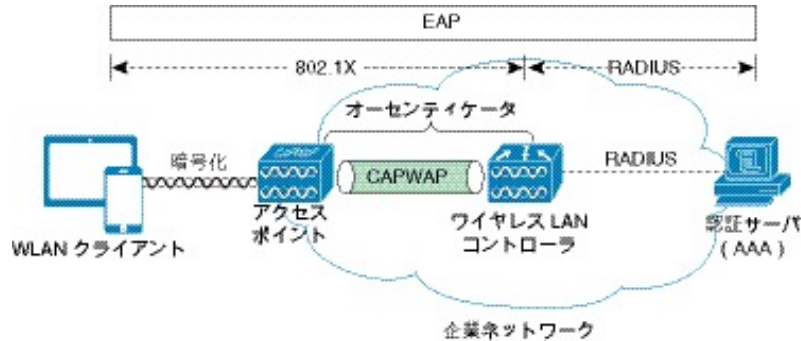 EAP
802.1X
RADIUS
オーセンティケータ
暗号化
CAPWAP
RADIUS
WLAN クライアント
アクセス
ポイント
ワイヤレス LAN
コントローラ
認証サーバ
( AAA )
企業ネットワーク